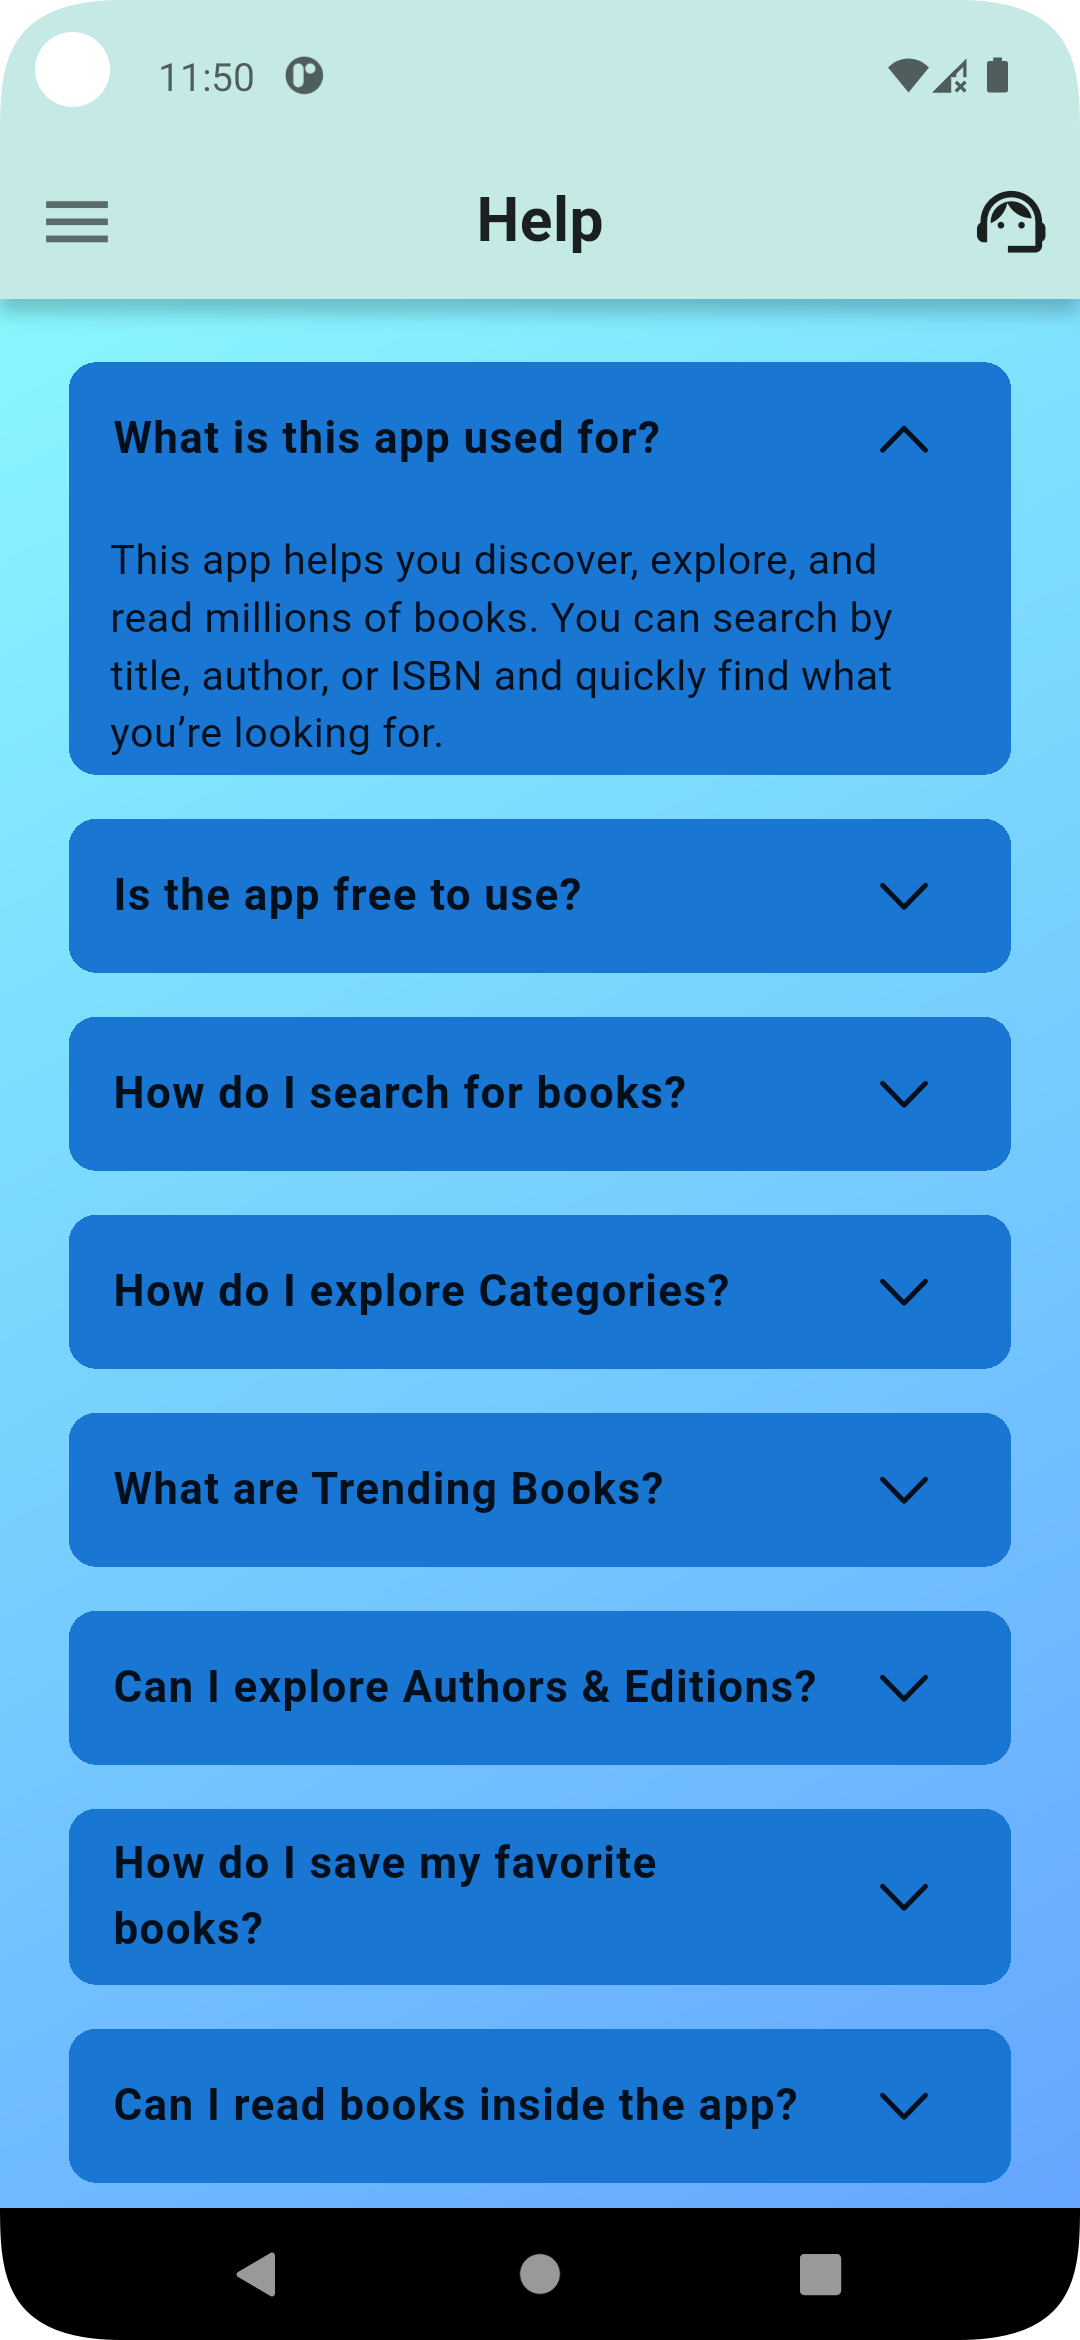 11:50
Help
What is this app used for?
This app helps you discover, explore, and
read millions of books. You can search by
title, author, or ISBN and quickly find what
you’re looking for.
Is the app free to use?
How do I search for books?
How do I explore Categories?
What are Trending Books?
Can I explore Authors & Editions?
How do I save my favorite
books?
Can I read books inside the app?